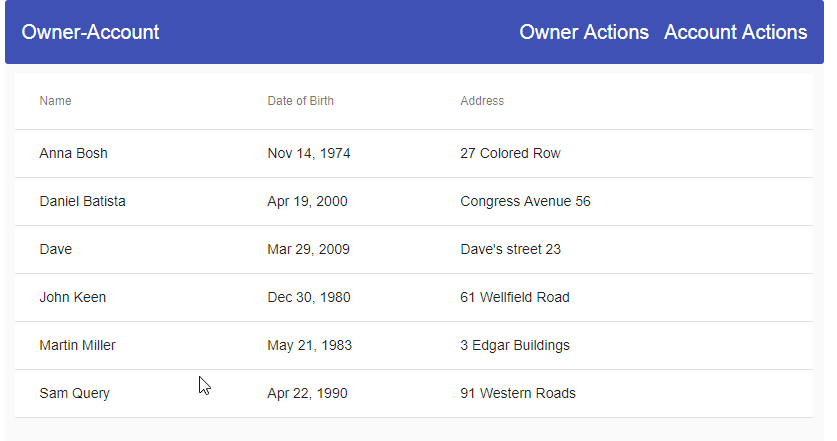 Owner-Account Owner Actions Account Actions
Name Date of Birth Address
Anna Bosh Nov 14, 1974 27 Colored Row
Daniel Batista Apr 19, 2000 Congress Avenue 56
Dave Mar 29, 2009 Dave's street 23
John Keen Dec 30, 1980 61 Wellfield Road
Martin Miller May 21, 1983 3 Edgar Buildings
Sam Query Apr 22, 1990 91 Western Roads